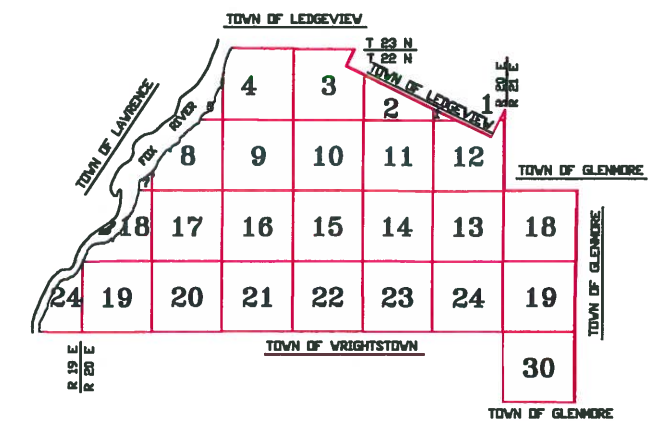 TOWN OF LEDGEVIEW
T 23 N
T 22 N
TOWN OF LEDGEVIEW
R 20 E
R 21 E
TOWN OF LAWRENCE
FOX RIVER
4 3 2 1
8 9 10 11 12
TOWN OF GLENMORE
18 17 16 15 14 13 18
TOWN OF GLENMORE
24 19 20 21 22 23 24 19
TOWN OF WRIGHTSTOWN
R 19 E
R 20 E
30
TOWN OF GLENMORE